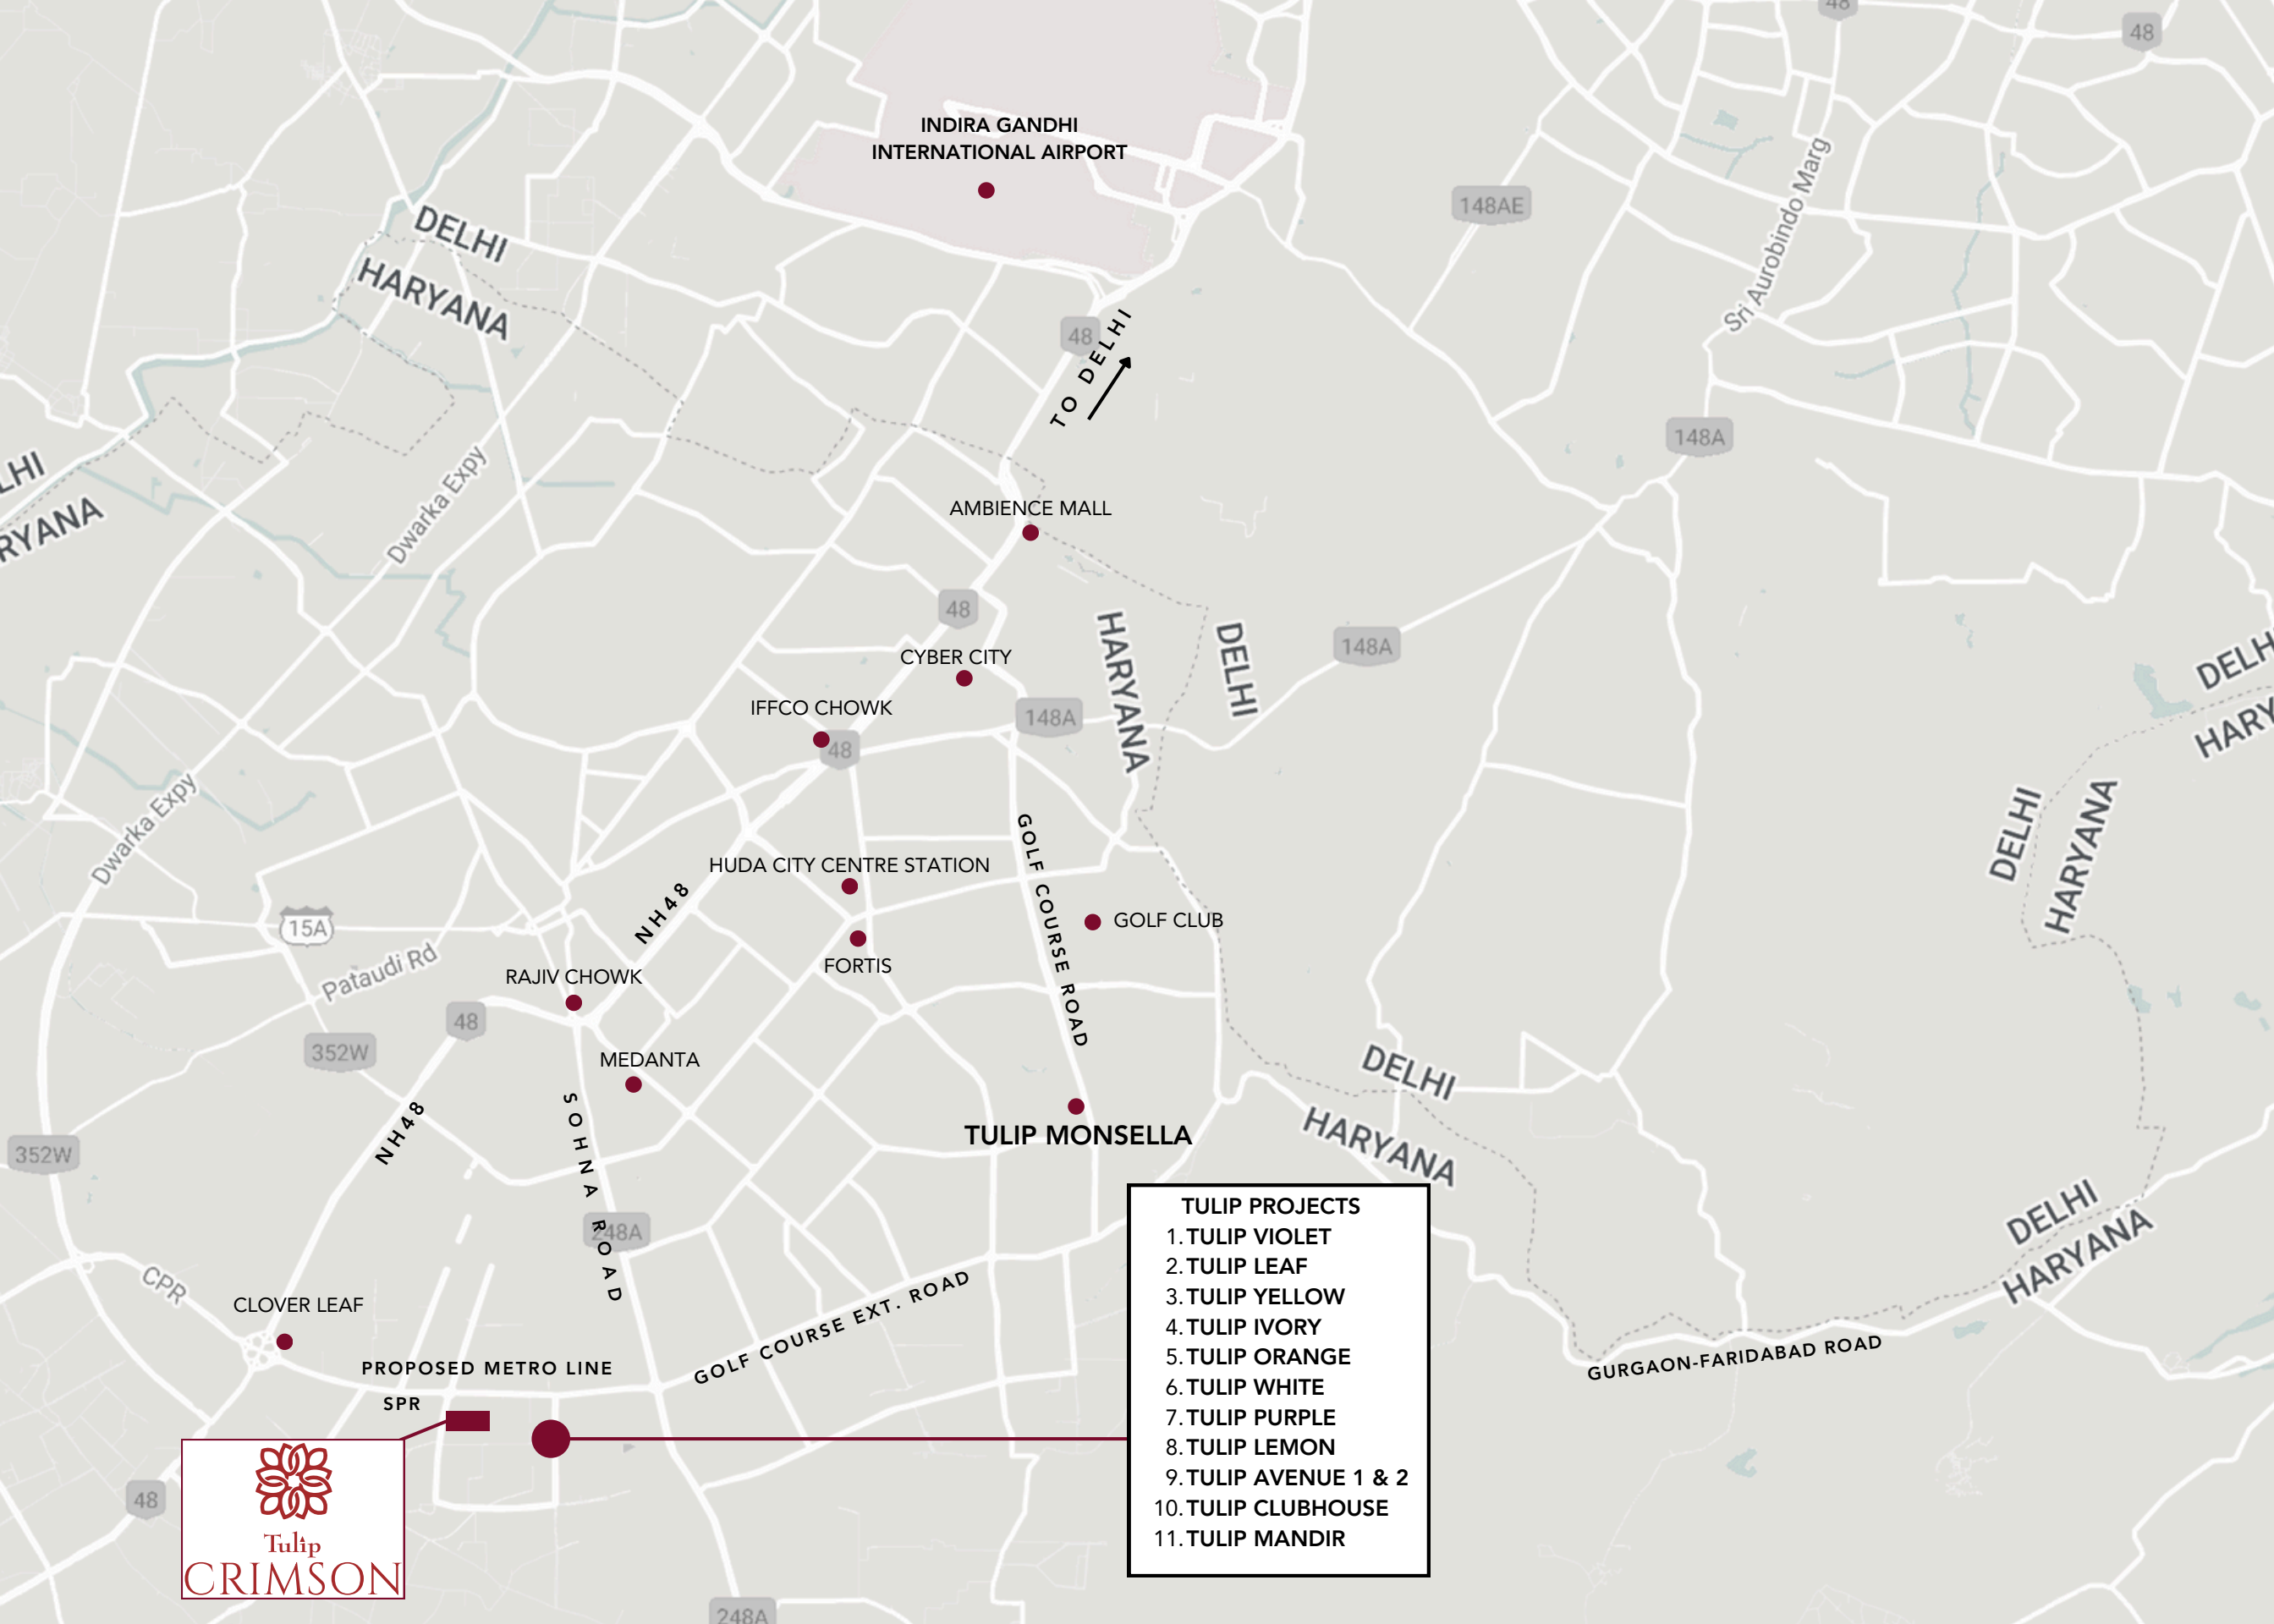 48
48
INDIRA GANDHI
INTERNATIONAL AIRPORT
148AE
Sri Aurobindo Marg
DELHI
HARYANA
48
TO DELHI
148A
LHI
RYANA
Dwarka Expy
AMBIENCE MALL
48
HARYANA
DELHI
148A
DELH
HARY
CYBER CITY
IFFCO CHOWK
148A
48
Dwarka Expy
DELHI
HARYANA
GOLF COURSE ROAD
HUDA CITY CENTRE STATION
NH48
15A
GOLF CLUB
Pataudi Rd
FORTIS
RAJIV CHOWK
48
352W
MEDANTA
DELHI
HARYANA
NH48
SOHNA ROAD
TULIP MONSELLA
352W
248A
DELHI
HARYANA
CPR
CLOVER LEAF
GOLF COURSE EXT. ROAD
GURGAON-FARIDABAD ROAD
PROPOSED METRO LINE
SPR
TULIP PROJECTS
1. TULIP VIOLET
2. TULIP LEAF
3. TULIP YELLOW
4. TULIP IVORY
5. TULIP ORANGE
6. TULIP WHITE
7. TULIP PURPLE
8. TULIP LEMON
9. TULIP AVENUE 1 & 2
10. TULIP CLUBHOUSE
11. TULIP MANDIR
48
Tulip
CRIMSON
248A